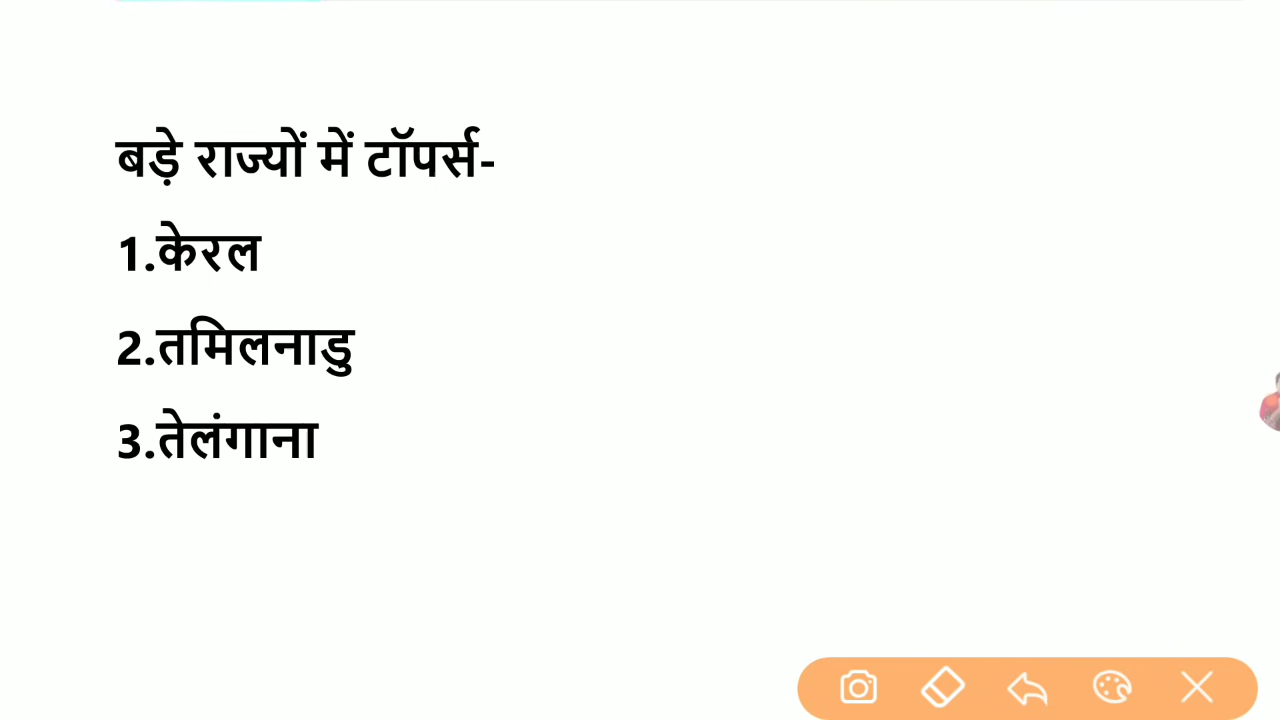 बड़े राज्यों में टॉपर्स-
1.केरल
2.तमिलनाडु
3.तेलंगाना